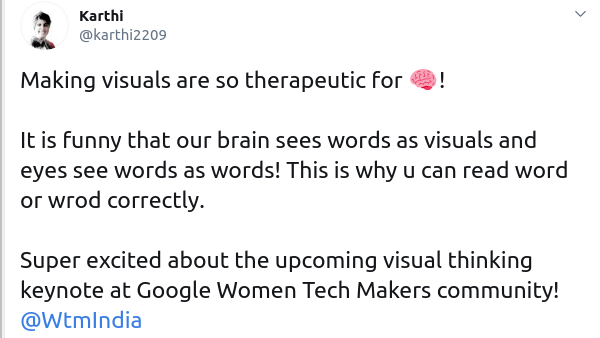 Karthi
@karthi2209
Making visuals are so therapeutic for 🧠!
It is funny that our brain sees words as visuals and
eyes see words as words! This is why u can read word
or wrod correctly.
Super excited about the upcoming visual thinking
keynote at Google Women Tech Makers community!
@WtmIndia